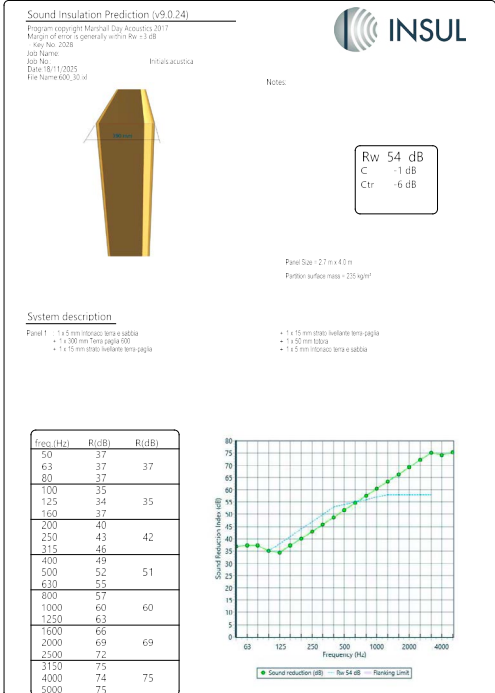 Sound Insulation Prediction (v9.0.24)
Program copyright Marshall Day Acoustics 2017
Margin of error is generally within Rw ±3 dB
Key No. 2028
Job Name:
Job No.: Initials:acustica
Date:18/11/2025
File Name:600_30.ixl
INSUL
Notes:
Rw 54 dB
C -1 dB
Ctr -6 dB
Panel Size = 2.7 m x 4.0 m
Partition surface mass = 235 kg/m²
System description
Panel 1 : 1 x 5 mm Intonaco terra e sabbia
+ 1 x 300 mm Terra paglia 600
+ 1 x 15 mm strato livellante terra-paglia
+ 1 x 15 mm strato livellante terra-paglia
+ 1 x 50 mm totora
+ 1 x 5 mm Intonaco terra e sabbia
freq.(Hz) R(dB) R(dB)
50 37
63 37 37
80 37
100 35
125 34 35
160 37
200 40
250 43 42
315 46
400 49
500 52 51
630 55
800 57
1000 60 60
1250 63
1600 66
2000 69 69
2500 72
3150 75
4000 74 75
5000 75
Sound Reduction Index (dB)
80
75
70
65
60
55
50
45
40
35
30
25
20
15
10
5
0
63 125 250 500 1000 2000 4000
Frequency (Hz)
Sound reduction (dB) Rw 54 dB Flanking Limit